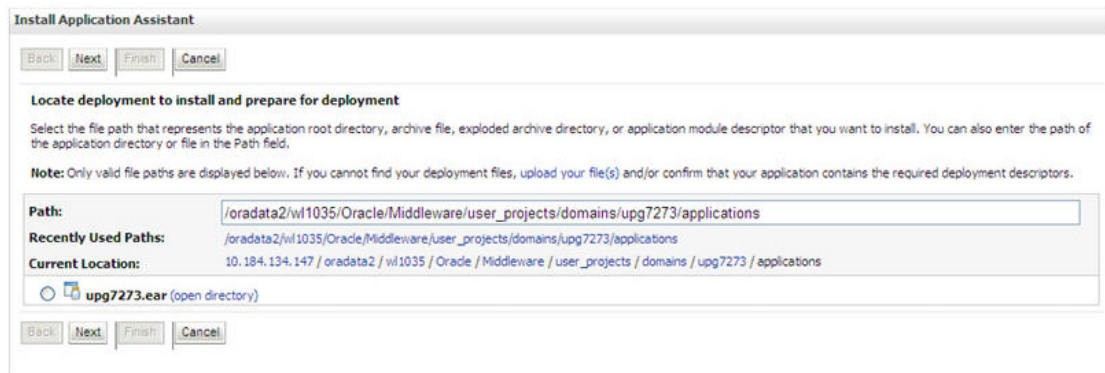 Install Application Assistant
Back Next Finish Cancel
Locate deployment to install and prepare for deployment
Select the file path that represents the application root directory, archive file, exploded archive directory, or application module descriptor that you want to install. You can also enter the path of
the application directory or file in the Path field.
Note: Only valid file paths are displayed below. If you cannot find your deployment files, upload your file(s) and/or confirm that your application contains the required deployment descriptors.
Path: /oradata2/wl1035/Oracle/Middleware/user_projects/domains/upg7273/applications
Recently Used Paths: /oradata2/wl1035/Oracle/Middleware/user_projects/domains/upg7273/applications
Current Location: 10.184.134.147 / oradata2 / wl1035 / Oracle / Middleware / user_projects / domains / upg7273 / applications
upg7273.ear (open directory)
Back Next Finish Cancel